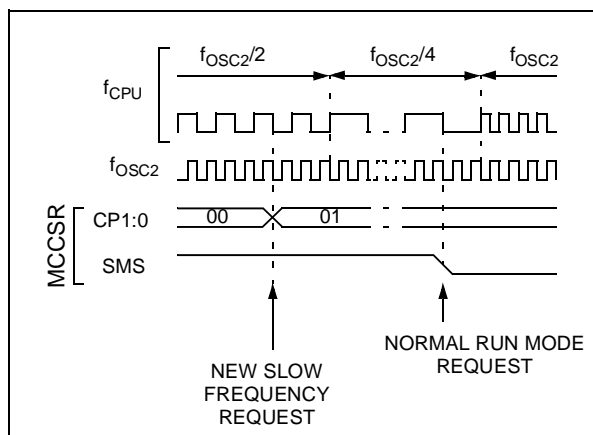 fOSC2/2
fOSC2/4
fOSC2
fCPU
fOSC2
MCCSR
CP1:0
00
01
SMS
NEW SLOW
FREQUENCY
REQUEST
NORMAL RUN MODE
REQUEST